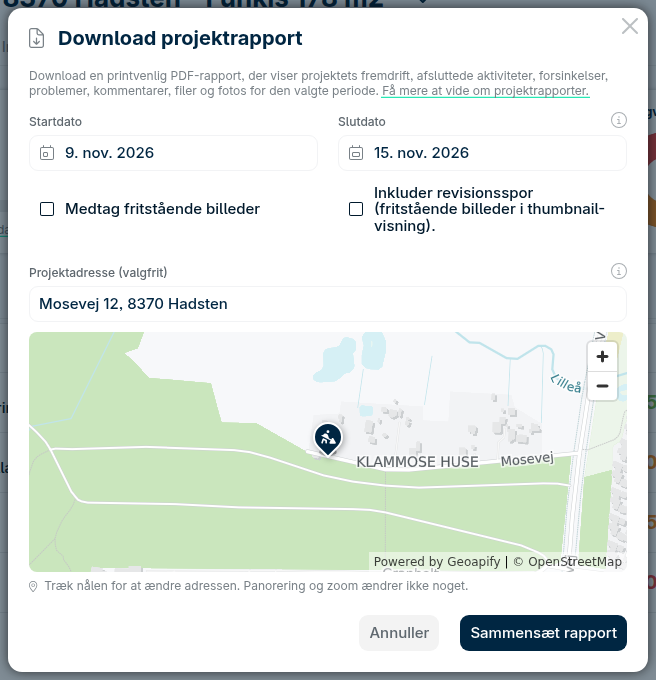 Download projektrapport
Download en printvenlig PDF-rapport, der viser projektets fremdrift, afsluttede aktiviteter, forsinkelser,
problemer, kommentarer, filer og fotos for den valgte periode. Få mere at vide om projektrapporter.
Startdato
Slutdato
9. nov. 2026
15. nov. 2026
Medtag fritstående billeder
Inkluder revisionsspor
(fritstående billeder i thumbnail-
visning).
Projektadresse (valgfrit)
Mosevej 12, 8370 Hadsten
+
−
Lilleå
KLAMMOSE HUSE
Mosevej
Powered by Geoapify | © OpenStreetMap
Træk nålen for at ændre adressen. Panorering og zoom ændrer ikke noget.
Annuller
Sammensæt rapport